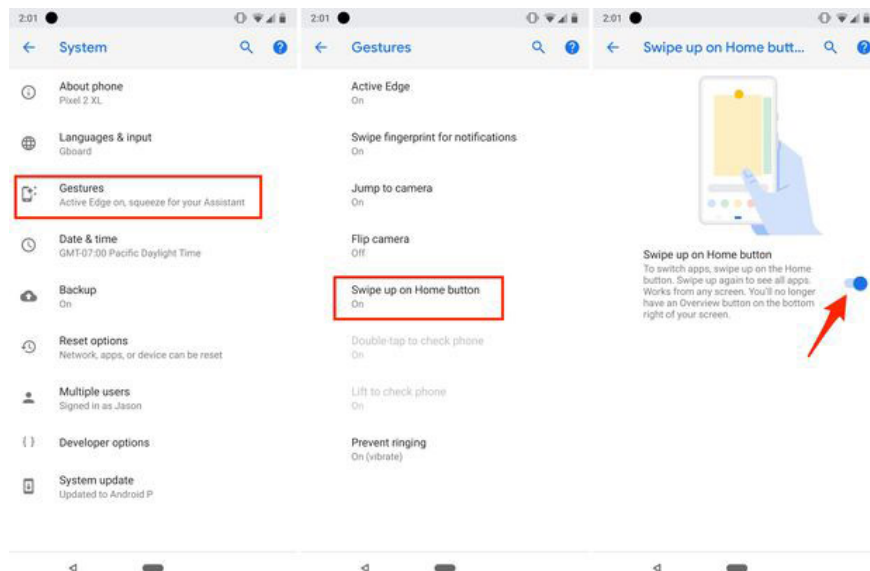 2:01
System
About phone
Pixel 2 XL
Languages & input
Gboard
Gestures
Active Edge on, squeeze for your Assistant
Date & time
GMT-07:00 Pacific Daylight Time
Backup
On
Reset options
Network, apps, or device can be reset
Multiple users
Signed in as Jason
{ } Developer options
System update
Updated to Android P
2:01
Gestures
Active Edge
On
Swipe fingerprint for notifications
On
Jump to camera
On
Flip camera
Off
Swipe up on Home button
On
Double-tap to check phone
On
Lift to check phone
On
Prevent ringing
On (vibrate)
2:01
Swipe up on Home butt...
Swipe up on Home button
To switch apps, swipe up on the Home
button. Swipe up again to see all apps.
Works from any screen. You'll no longer
have an Overview button on the bottom
right of your screen.